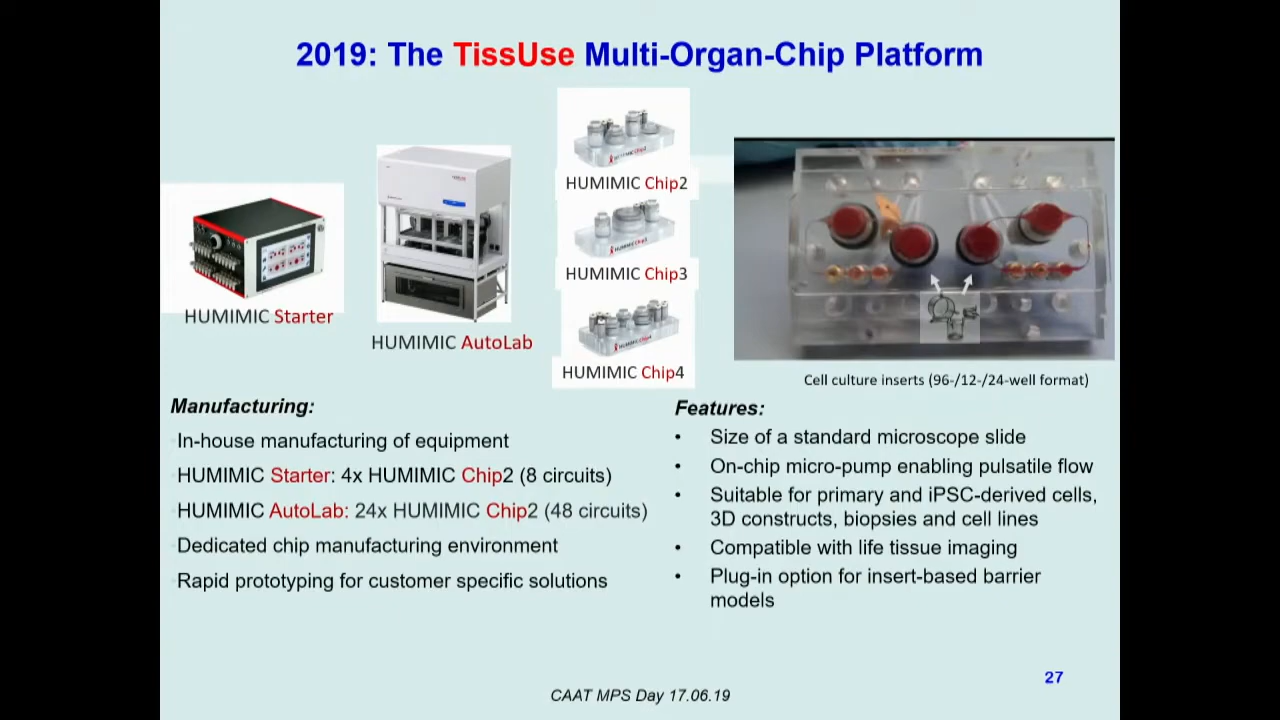 2019: The TissUse Multi-Organ-Chip Platform
HUMIMIC Starter
HUMIMIC AutoLab
HUMIMIC Chip2
HUMIMIC Chip3
HUMIMIC Chip4
Cell culture inserts (96-/12-/24-well format)
Manufacturing:
In-house manufacturing of equipment
HUMIMIC Starter: 4x HUMIMIC Chip2 (8 circuits)
HUMIMIC AutoLab: 24x HUMIMIC Chip2 (48 circuits)
Dedicated chip manufacturing environment
Rapid prototyping for customer specific solutions
Features:
• Size of a standard microscope slide
• On-chip micro-pump enabling pulsatile flow
• Suitable for primary and iPSC-derived cells,
3D constructs, biopsies and cell lines
• Compatible with life tissue imaging
• Plug-in option for insert-based barrier
models
27
CAAT MPS Day 17.06.19